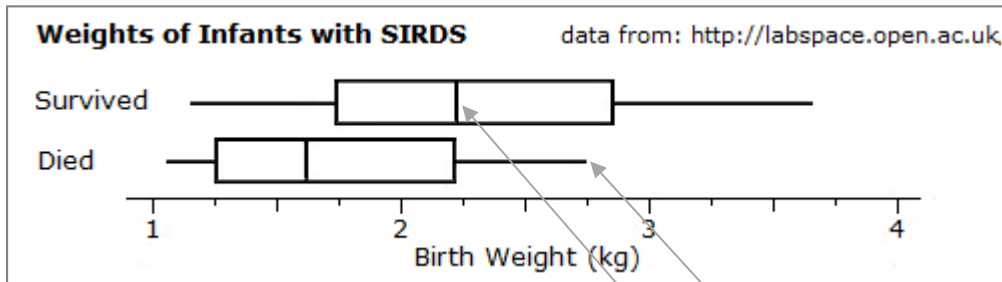 Weights of Infants with SIRDS data from: http://labspace.open.ac.uk/
Survived
Died
1 2 3 4
Birth Weight (kg)